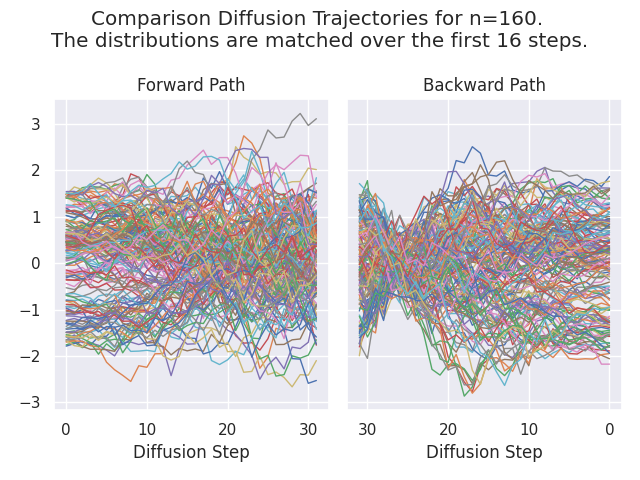 Comparison Diffusion Trajectories for n=160.
The distributions are matched over the first 16 steps.
Forward Path
Backward Path
3
2
1
0
−1
−2
−3
0 10 20 30
30 20 10 0
Diffusion Step
Diffusion Step